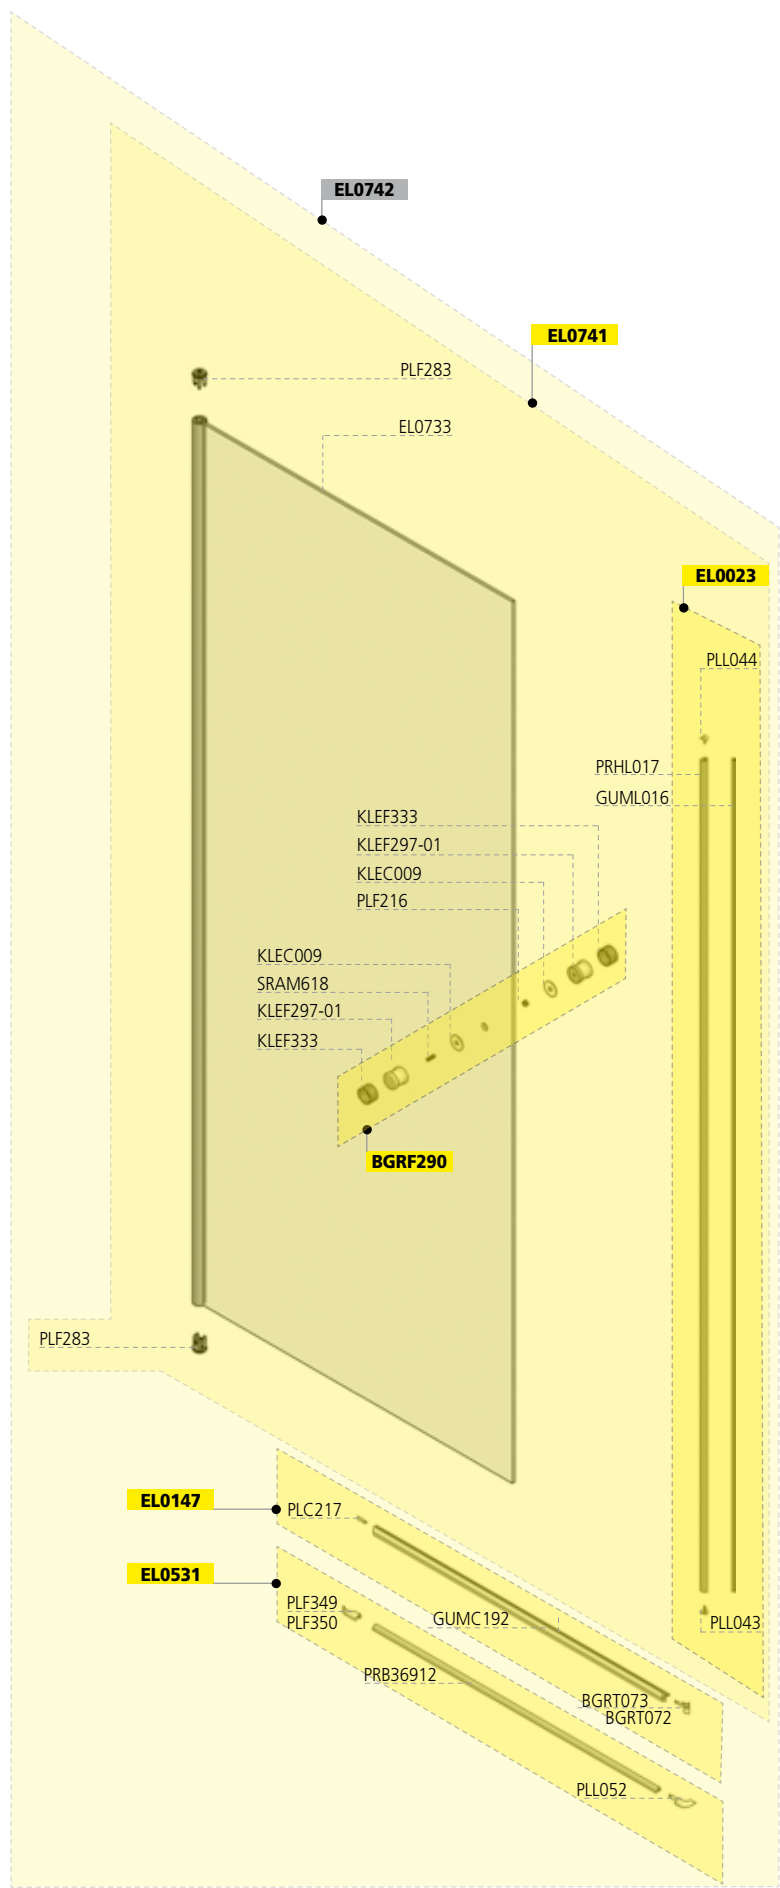 EL0742
EL0741
PLF283
EL0733
EL0023
PLL044
PRHL017
GUML016
KLEF333
KLEF297-01
KLEC009
PLF216
KLEC009
SRAM618
KLEF297-01
KLEF333
BGRF290
PLF283
EL0147
PLC217
EL0531
PLF349
PLF350
GUMC192
PLL043
PRB36912
BGRT073
BGRT072
PLL052